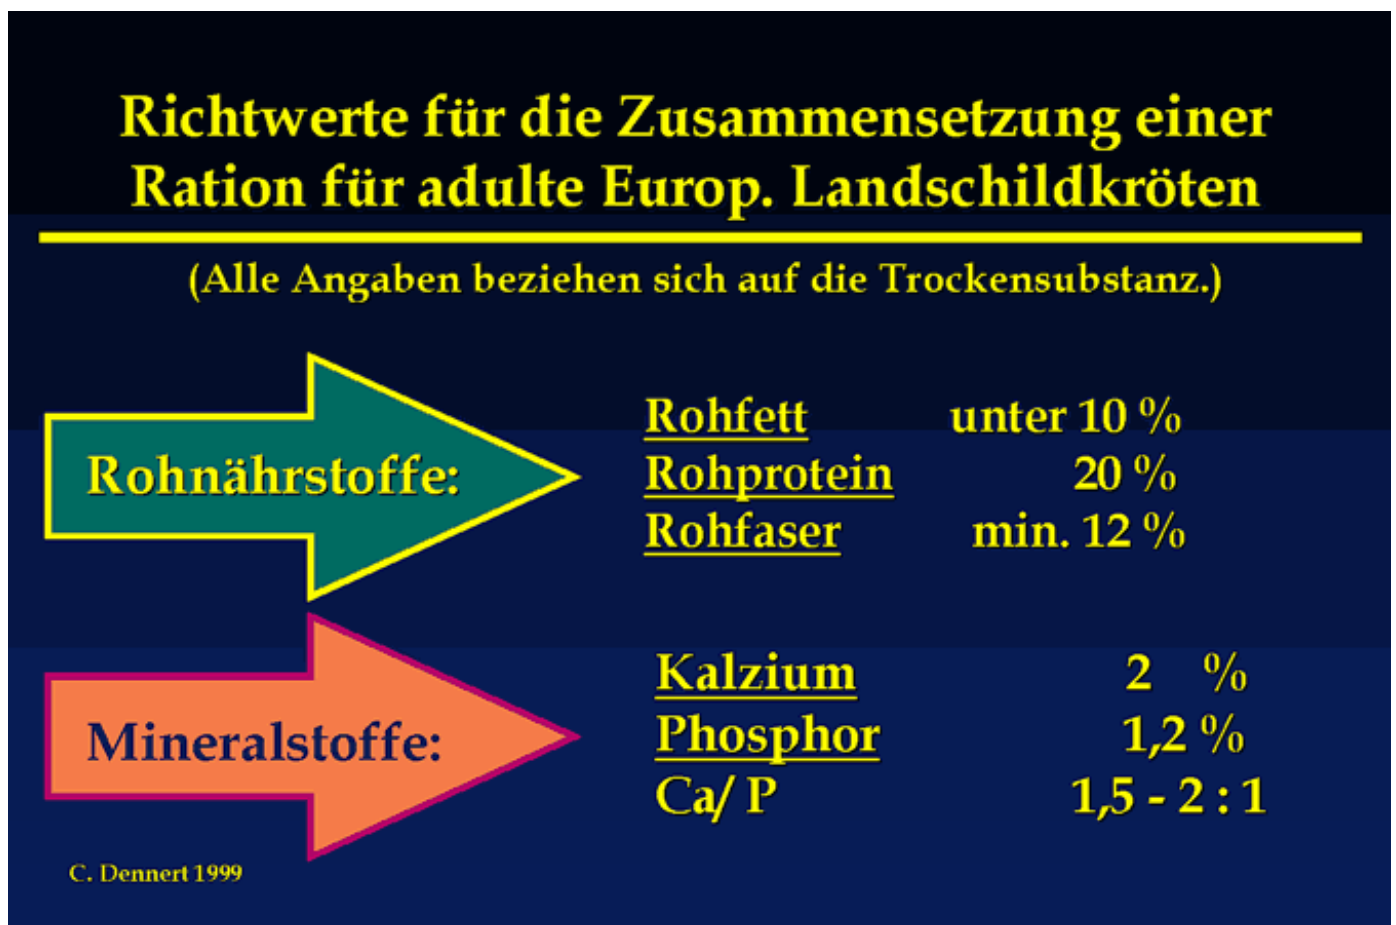 Richtwerte für die Zusammensetzung einer
Ration für adulte Europ. Landschildkröten
(Alle Angaben beziehen sich auf die Trockensubstanz.)
Rohnährstoffe:
Rohfett unter 10 %
Rohprotein 20 %
Rohfaser min. 12 %
Mineralstoffe:
Kalzium 2 %
Phosphor 1,2 %
Ca/ P 1,5 - 2 : 1
C. Dennert 1999